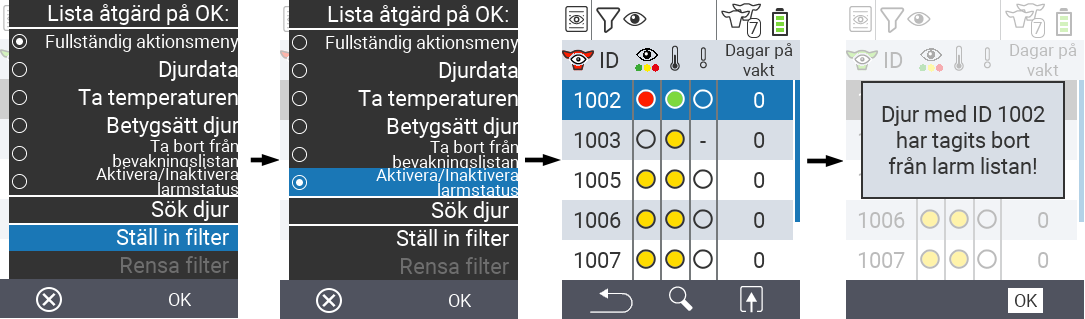 Lista åtgärd på OK:
Fullständig aktionsmeny
Djurdata
Ta temperaturen
Betygsätt djur
Ta bort från
bevakningslistan
Aktivera/Inaktivera
larmstatus
Sök djur
Ställ in filter
Rensa filter
OK
Lista åtgärd på OK:
Fullständig aktionsmeny
Djurdata
Ta temperaturen
Betygsätt djur
Ta bort från
bevakningslistan
Aktivera/Inaktivera
larmstatus
Sök djur
Ställ in filter
Rensa filter
OK
7
ID Dagar på
vakt
1002 0
1003 - 0
1005 0
1006 0
1007 0
7
ID Dagar på
vakt
Djur med ID 1002
har tagits bort
från larm listan!
1006 0
1007 0
OK